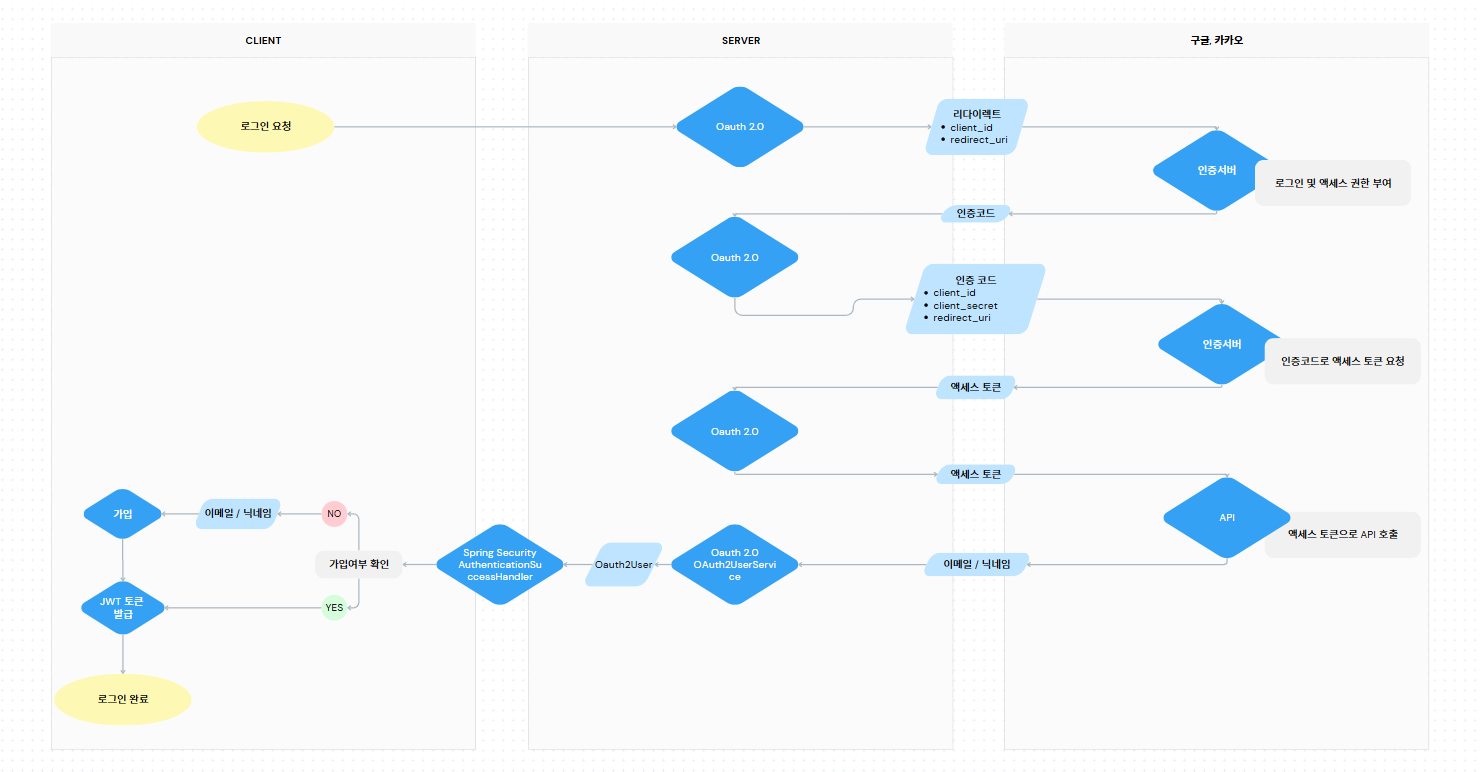 CLIENT
SERVER
구글, 카카오
로그인 요청
Oauth 2.0
리다이렉트
• client_id
• redirect_uri
인증서버
로그인 및 액세스 권한 부여
인증코드
Oauth 2.0
인증 코드
• client_id
• client_secret
• redirect_uri
인증서버
인증코드로 액세스 토큰 요청
액세스 토큰
Oauth 2.0
액세스 토큰
API
액세스 토큰으로 API 호출
이메일 / 닉네임
Oauth 2.0
OAuth2UserServi
ce
Oauth2User
Spring Security
AuthenticationSu
ccessHandler
가입여부 확인
NO
이메일 / 닉네임
가입
YES
JWT 토큰
발급
로그인 완료